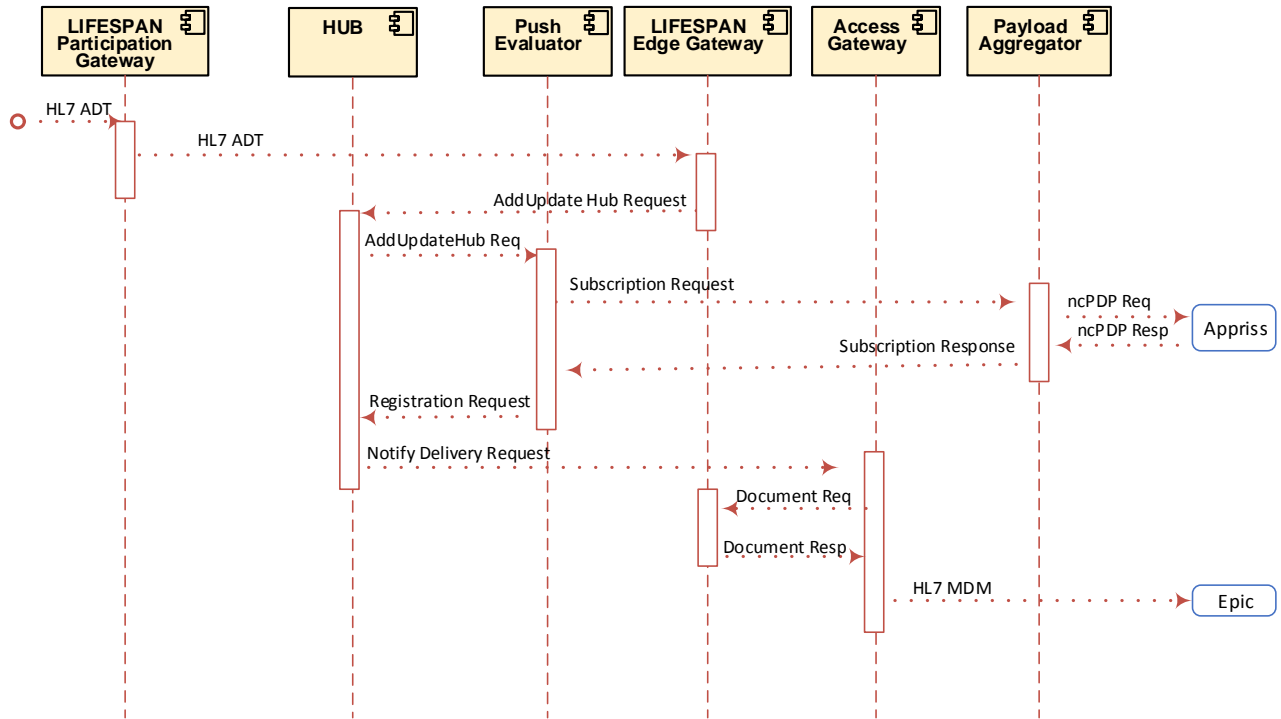 LIFESPAN
Participation
Gateway
HUB
Push
Evaluator
LIFESPAN
Edge Gateway
Access
Gateway
Payload
Aggregator
HL7 ADT
HL7 ADT
AddUpdate Hub Request
AddUpdateHub Req
Subscription Request
ncPDP Req
ncPDP Resp
Appriss
Subscription Response
Registration Request
Notify Delivery Request
Document Req
Document Resp
HL7 MDM
Epic